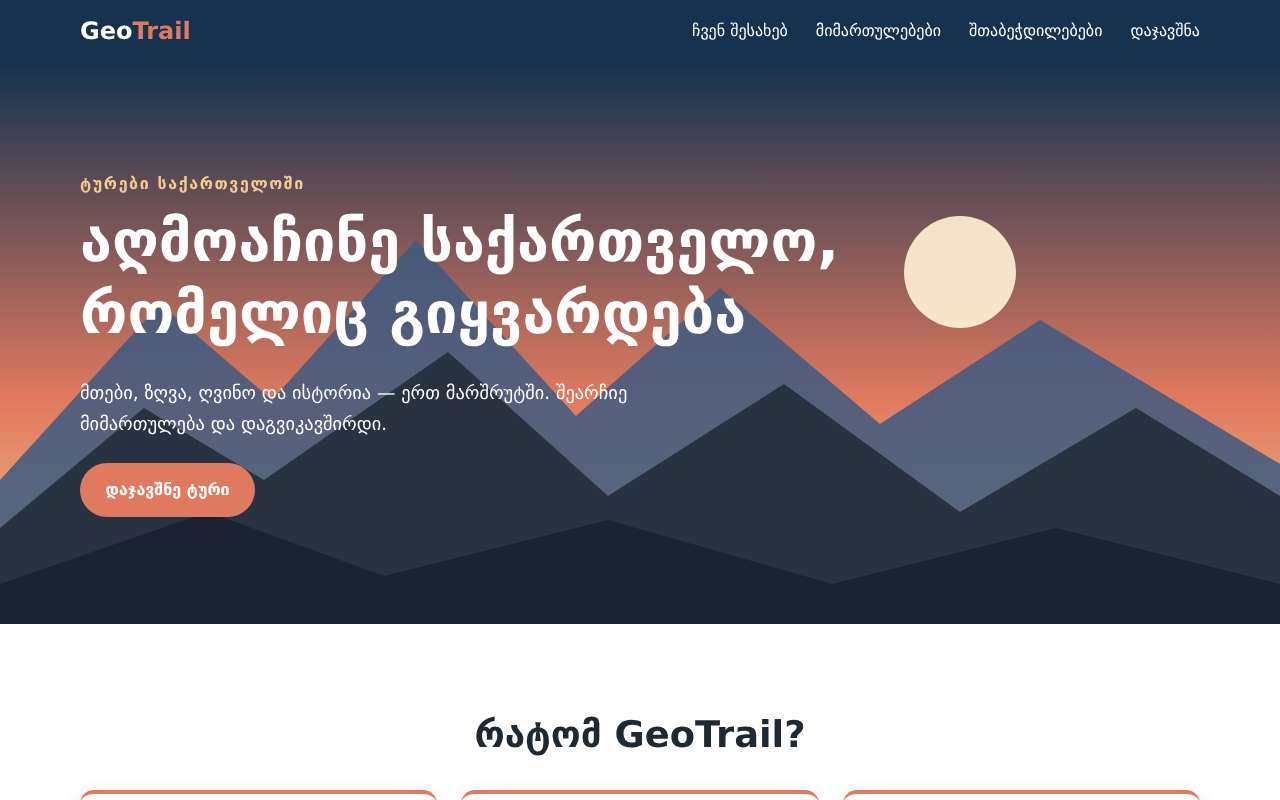 GeoTrail
ჩვენ შესახებ
მიმართულებები
შთაბეჭდილებები
დაჯავშნა
ტურები საქართველოში
აღმოაჩინე საქართველო,
რომელიც გიყვარდება
მთები, ზღვა, ღვინო და ისტორია — ერთ მარშრუტში. შეარჩიე
მიმართულება და დაგვიკავშირდი.
დაჯავშნე ტური
რატომ GeoTrail?